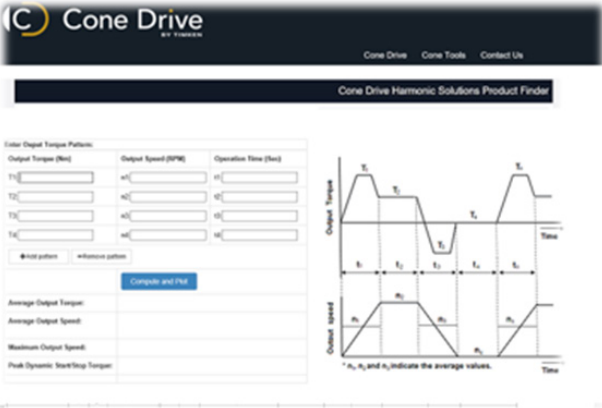 Cone Drive
BY TIMKEN
Cone Drive Cone Tools Contact Us
Cone Drive Harmonic Solutions Product Finder
Enter Ouput Torque Pattern:
Output Torque (Nm) Output Speed (RPM) Operation Time (Sec)
T1 n1 t1
T2 n2 t2
T3 n3 t3
T4 n4 t4
+Add pattern −Remove pattern
Compute and Plot
Average Output Torque:
Average Output Speed:
Maximum Output Speed:
Peak Dynamic Start/Stop Torque:
Output Torque
T₁
T₂
T₃
T₄
Time
t₁ t₂ t₃ t₄
Output speed
n₁
n₂
n₃
Time
* n₁, n₂ and n₃ indicate the average values.